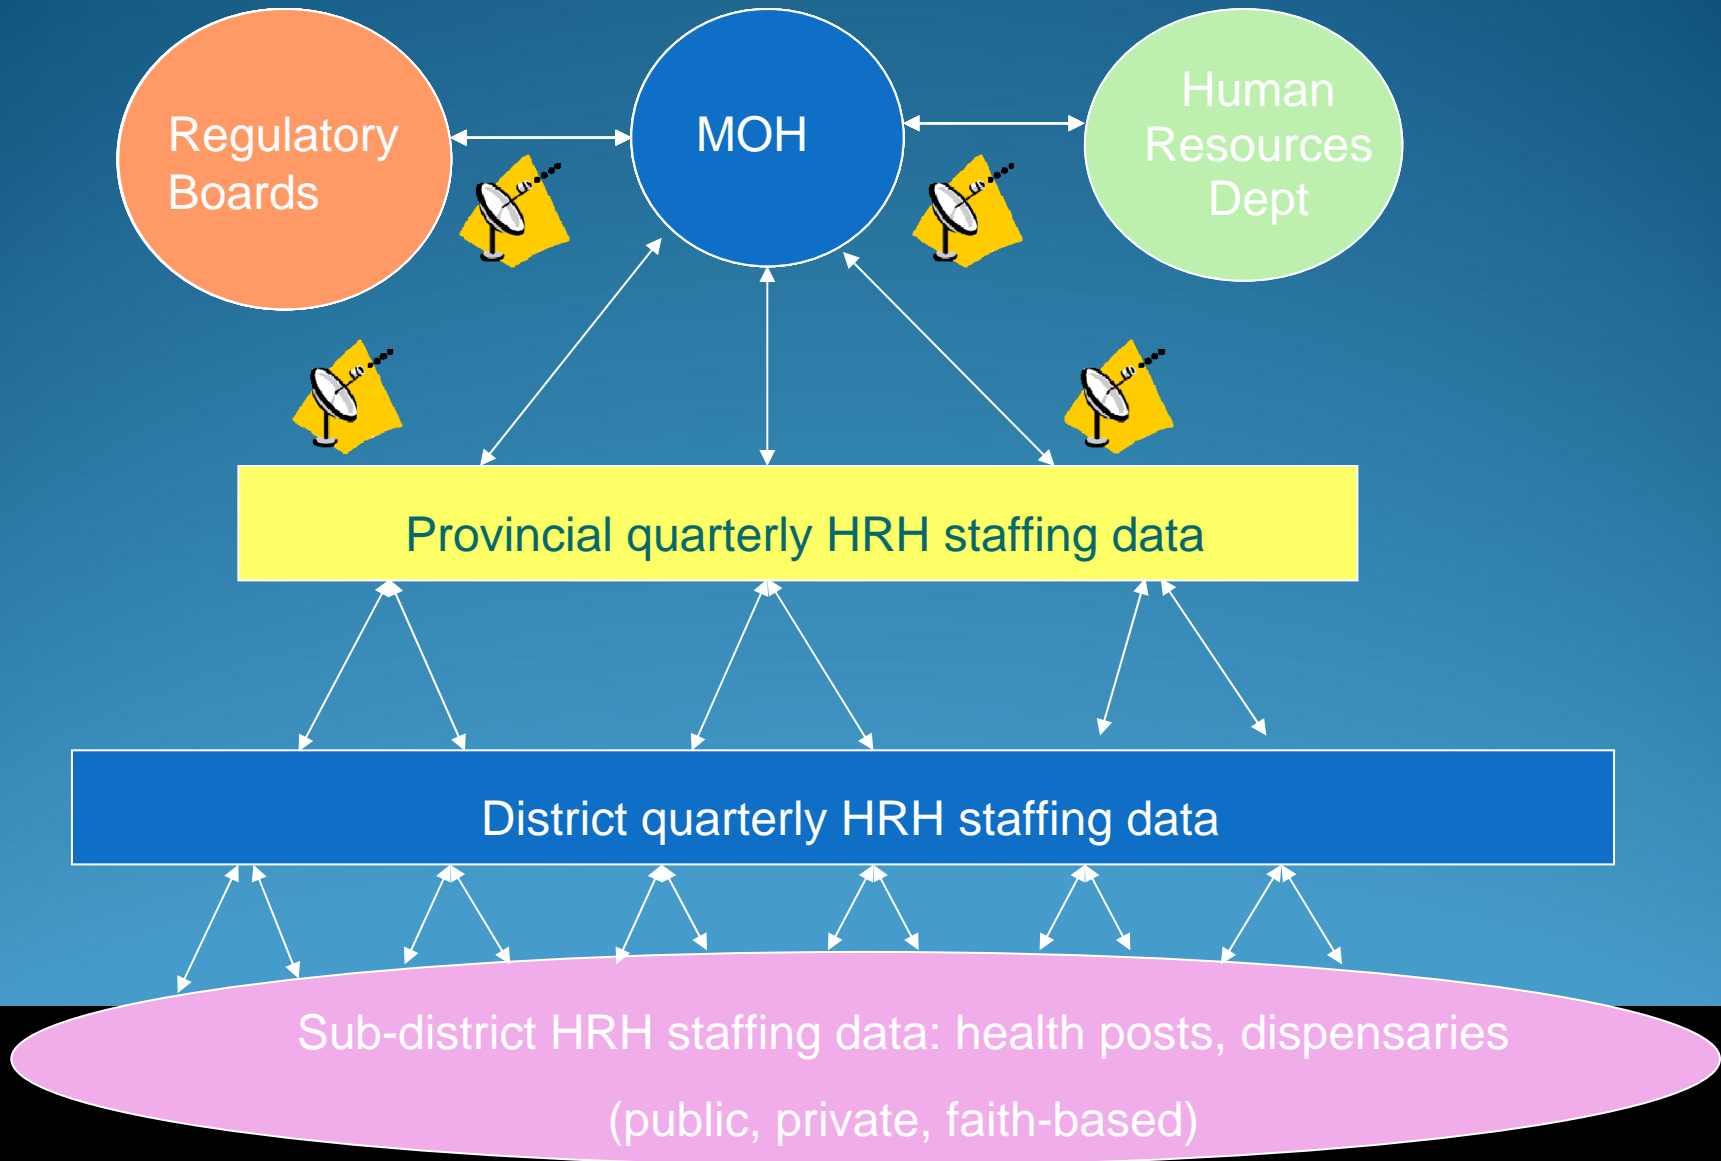 Regulatory
Boards
MOH
Human
Resources
Dept
Provincial quarterly HRH staffing data
District quarterly HRH staffing data
Sub-district HRH staffing data: health posts, dispensaries
(public, private, faith-based)